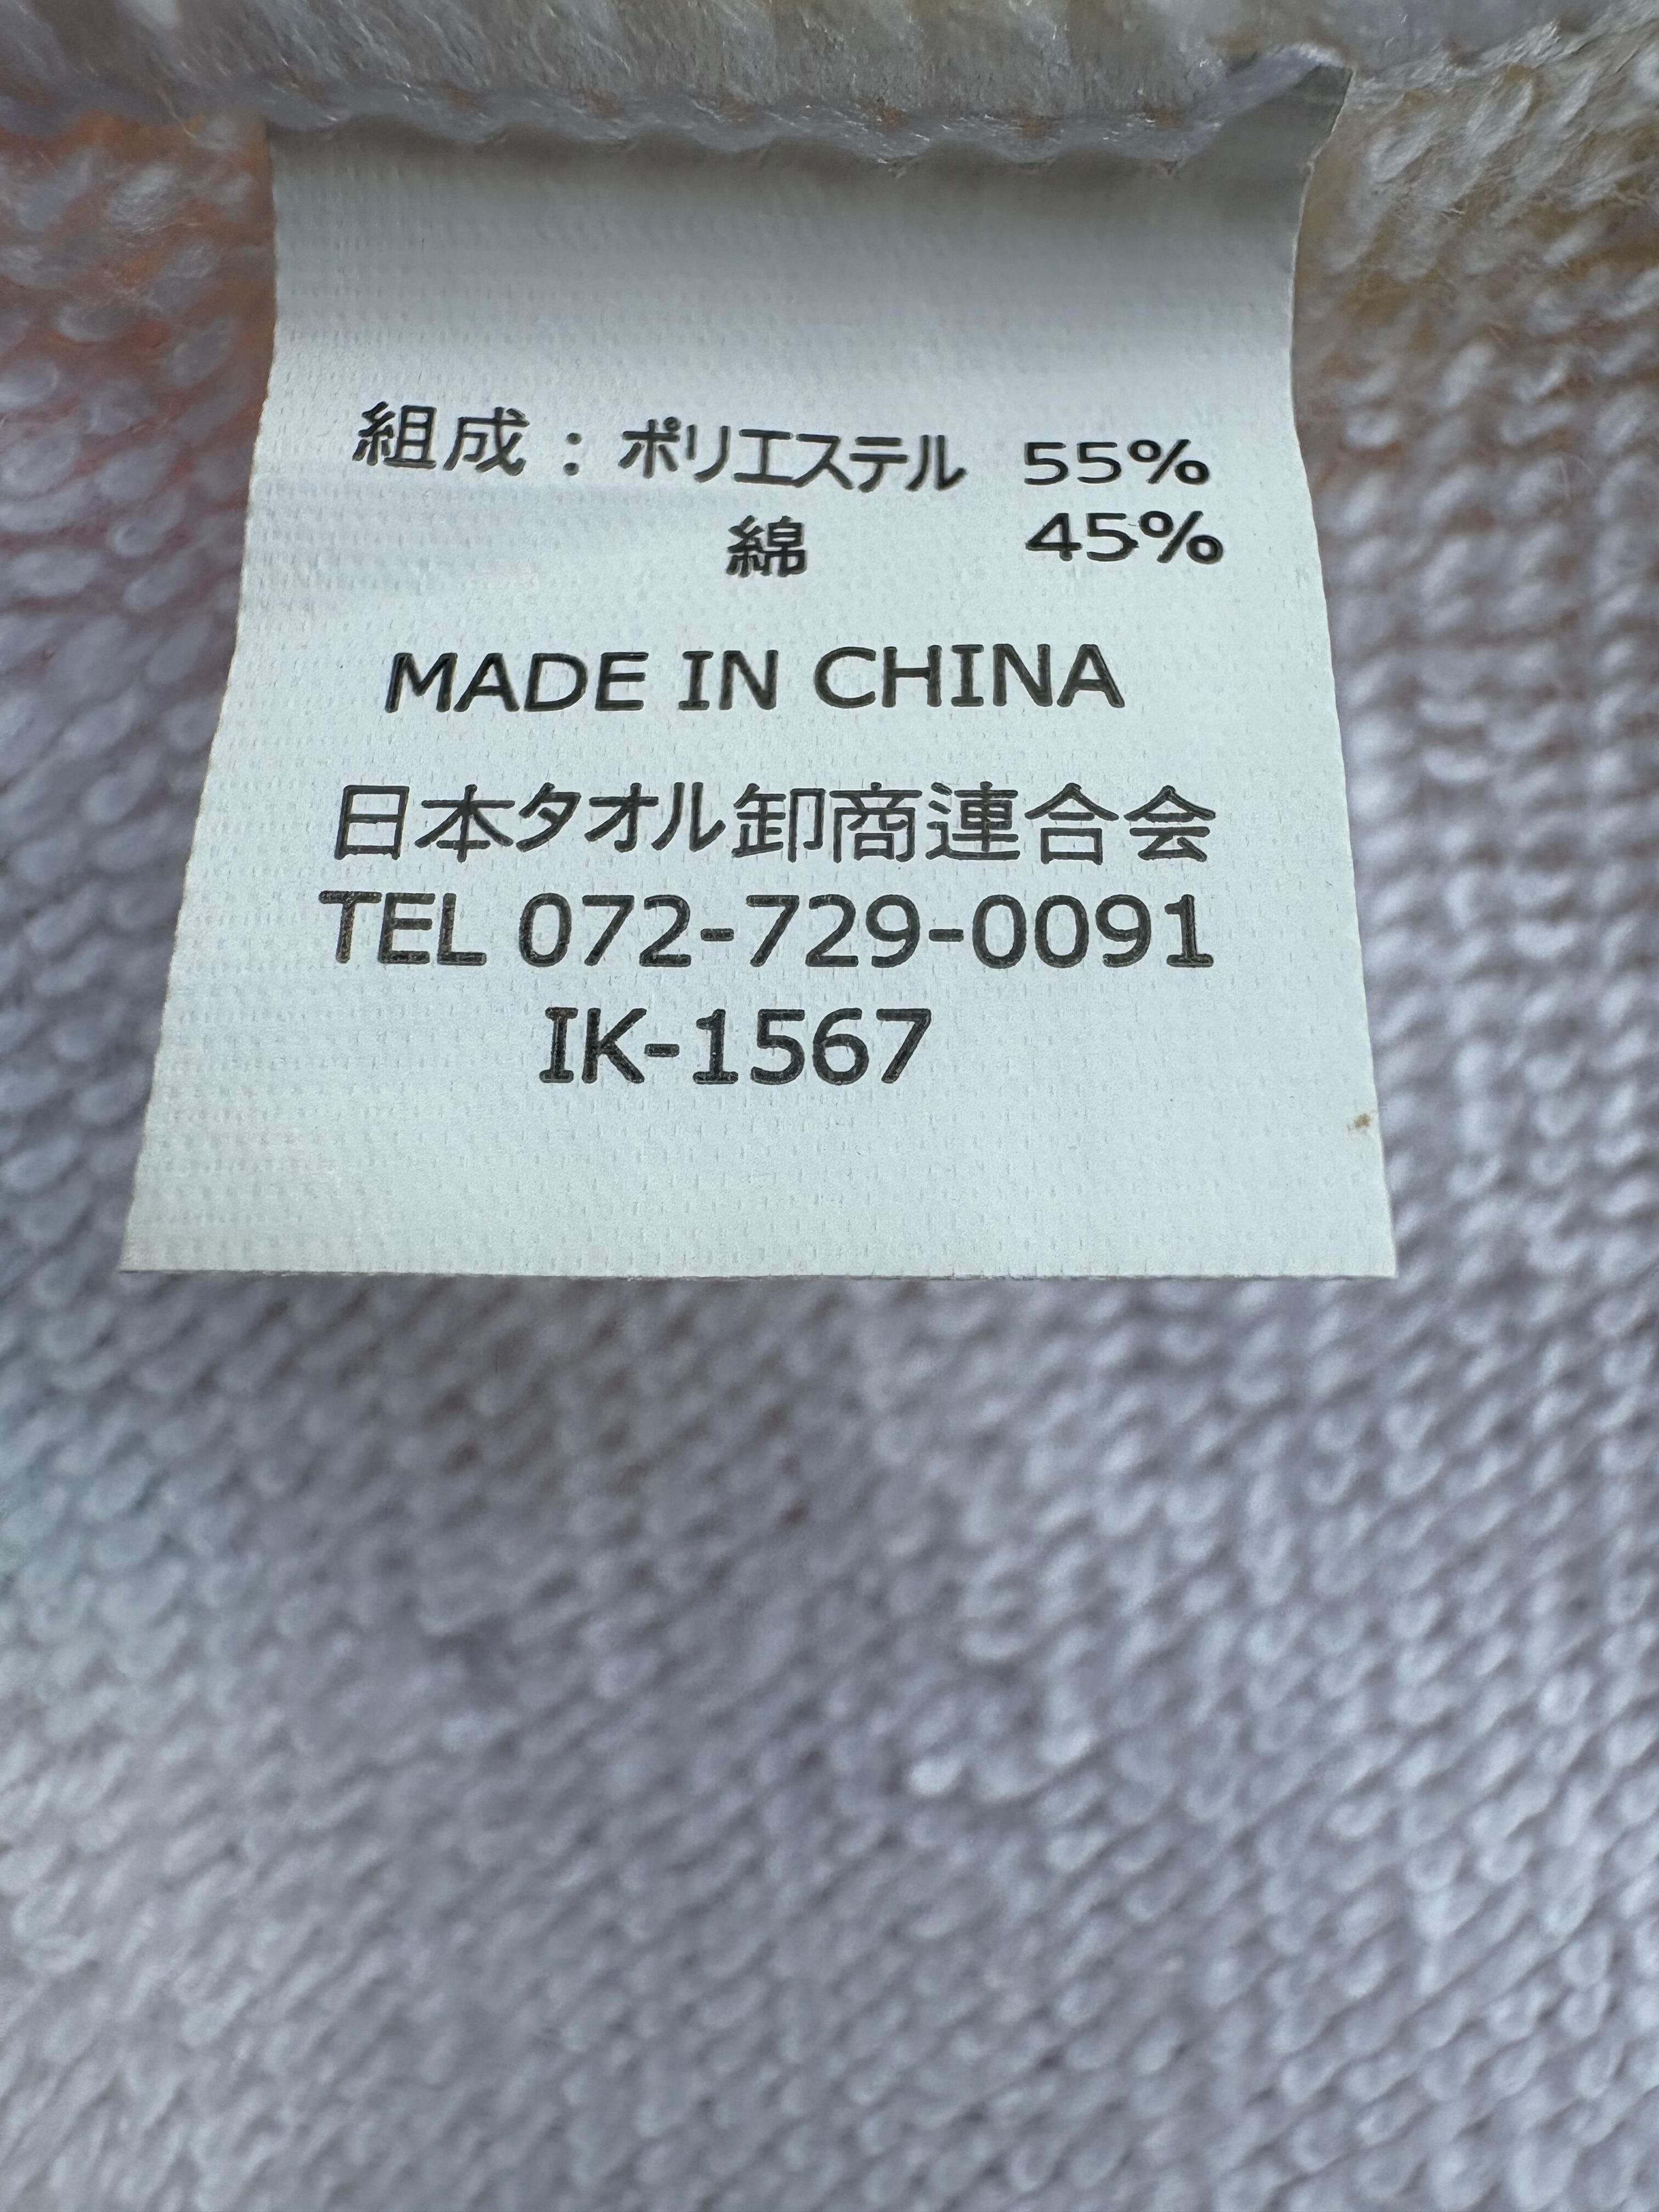 組成：ポリエステル 55%
綿 45%
MADE IN CHINA
日本タオル卸商連合会
TEL 072-729-0091
IK-1567